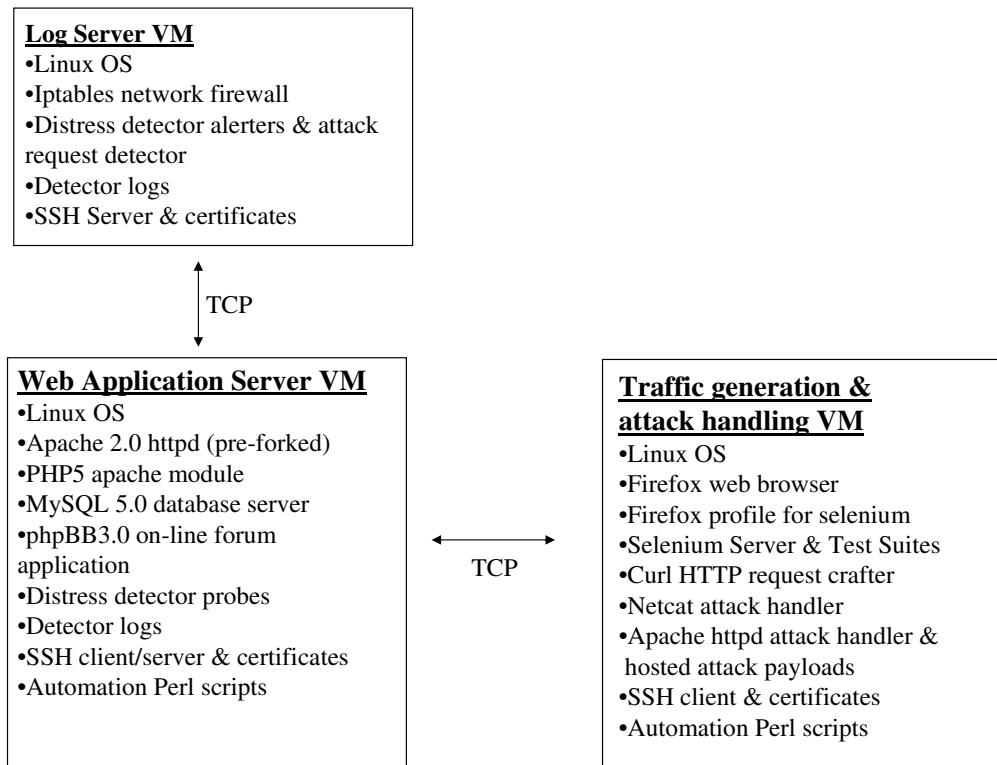 Log Server VM
•Linux OS
•Iptables network firewall
•Distress detector alerters & attack
request detector
•Detector logs
•SSH Server & certificates
TCP
Web Application Server VM
•Linux OS
•Apache 2.0 httpd (pre-forked)
•PHP5 apache module
•MySQL 5.0 database server
•phpBB3.0 on-line forum
application
•Distress detector probes
•Detector logs
•SSH client/server & certificates
•Automation Perl scripts
TCP
Traffic generation &
attack handling VM
•Linux OS
•Firefox web browser
•Firefox profile for selenium
•Selenium Server & Test Suites
•Curl HTTP request crafter
•Netcat attack handler
•Apache httpd attack handler &
hosted attack payloads
•SSH client & certificates
•Automation Perl scripts